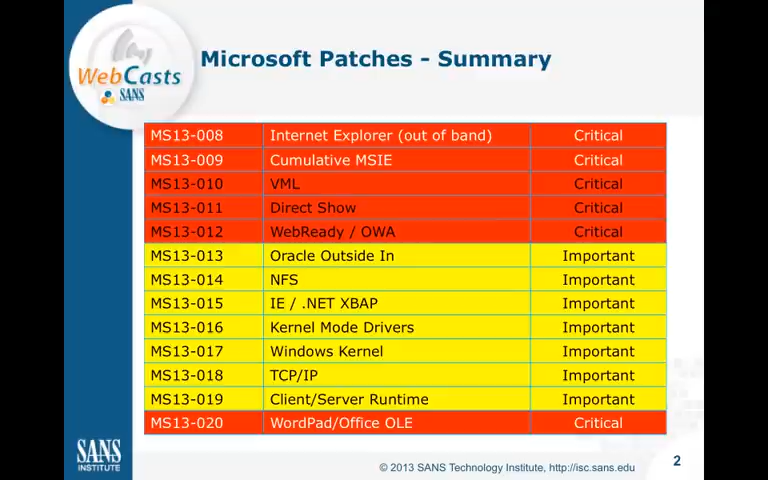 WebCasts
SANS
Microsoft Patches - Summary
MS13-008 Internet Explorer (out of band) Critical
MS13-009 Cumulative MSIE Critical
MS13-010 VML Critical
MS13-011 Direct Show Critical
MS13-012 WebReady / OWA Critical
MS13-013 Oracle Outside In Important
MS13-014 NFS Important
MS13-015 IE / .NET XBAP Important
MS13-016 Kernel Mode Drivers Important
MS13-017 Windows Kernel Important
MS13-018 TCP/IP Important
MS13-019 Client/Server Runtime Important
MS13-020 WordPad/Office OLE Critical
SANS
INSTITUTE
© 2013 SANS Technology Institute, http://isc.sans.edu
2